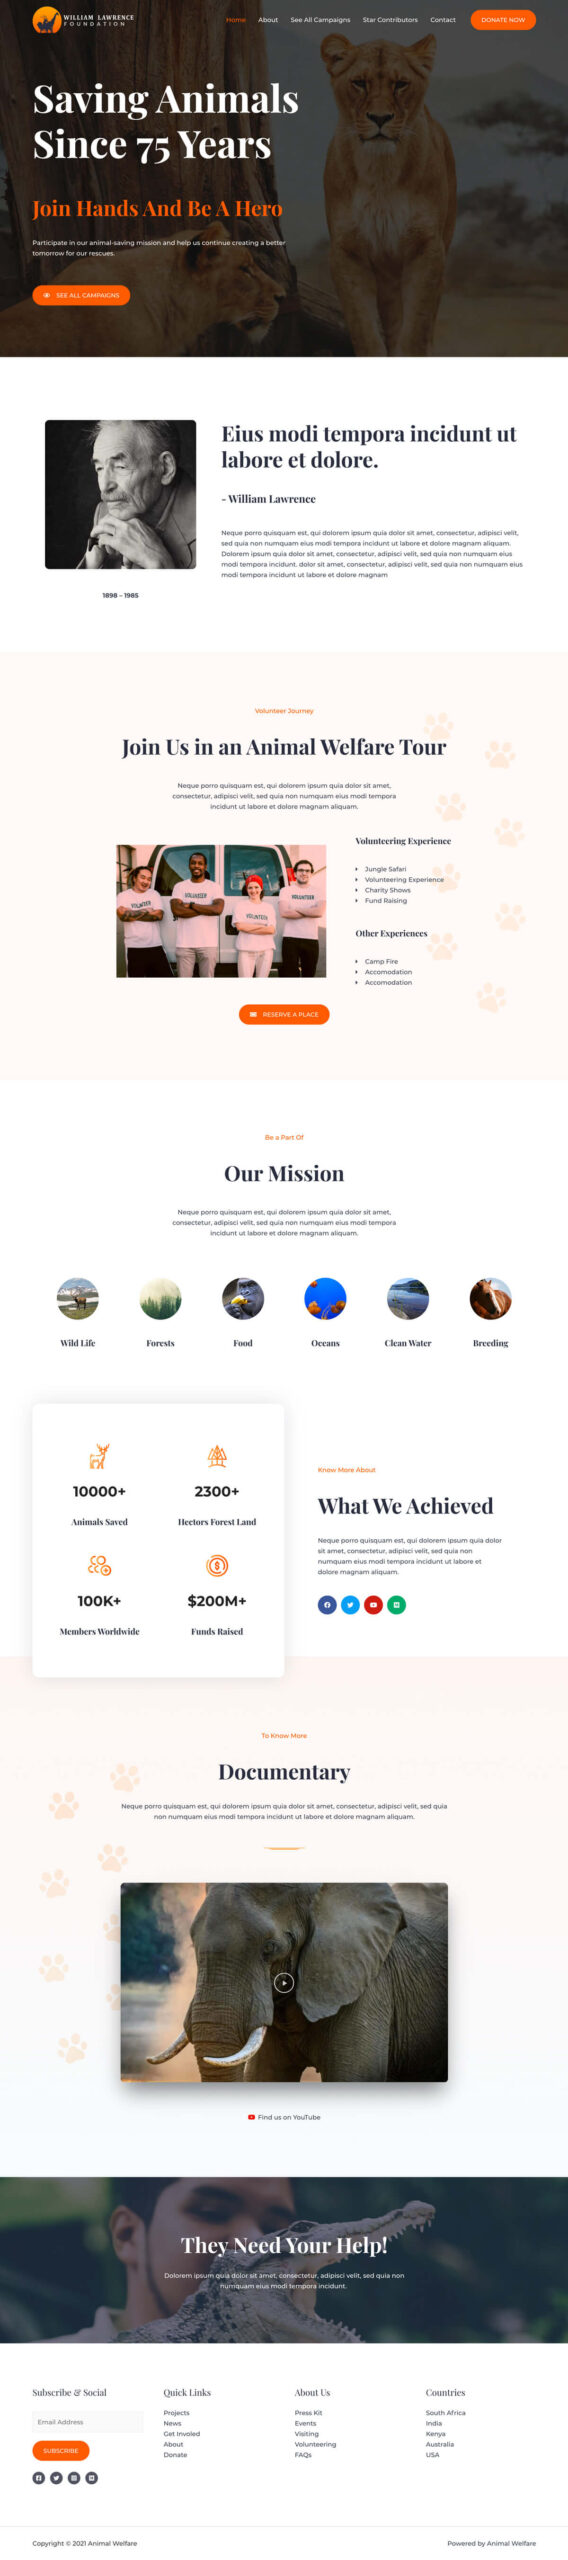 WILLIAM LAWRENCE
FOUNDATION
Home
About
See All Campaigns
Star Contributors
Contact
DONATE NOW
Saving Animals
Since 75 Years
Join Hands And Be A Hero
Participate in our animal-saving mission and help us continue creating a better
tomorrow for our rescues.
SEE ALL CAMPAIGNS
Eius modi tempora incidunt ut
labore et dolore.
- William Lawrence
Neque porro quisquam est, qui dolorem ipsum quia dolor sit amet, consectetur, adipisci velit,
sed quia non numquam eius modi tempora incidunt ut labore et dolore magnam aliquam.
Dolorem ipsum quia dolor sit amet, consectetur, adipisci velit, sed quia non numquam eius
modi tempora incidunt. dolor sit amet, consectetur, adipisci velit, sed quia non numquam eius
modi tempora incidunt ut labore et dolore magnam
1898 – 1985
Volunteer Journey
Join Us in an Animal Welfare Tour
Neque porro quisquam est, qui dolorem ipsum quia dolor sit amet,
consectetur, adipisci velit, sed quia non numquam eius modi tempora
incidunt ut labore et dolore magnam aliquam.
VOLUNTEER
VOLUNTEER
VOLUNTEER
VOLUNTEER
Volunteering Experience
Jungle Safari
Volunteering Experience
Charity Shows
Fund Raising
Other Experiences
Camp Fire
Accomodation
Accomodation
RESERVE A PLACE
Be a Part Of
Our Mission
Neque porro quisquam est, qui dolorem ipsum quia dolor sit amet,
consectetur, adipisci velit, sed quia non numquam eius modi tempora
incidunt ut labore et dolore magnam aliquam.
Wild Life
Forests
Food
Oceans
Clean Water
Breeding
10000+
Animals Saved
2300+
Hectors Forest Land
100K+
Members Worldwide
$200M+
Funds Raised
Know More About
What We Achieved
Neque porro quisquam est, qui dolorem ipsum quia dolor
sit amet, consectetur, adipisci velit, sed quia non
numquam eius modi tempora incidunt ut labore et
dolore magnam aliquam.
To Know More
Documentary
Neque porro quisquam est, qui dolorem ipsum quia dolor sit amet, consectetur, adipisci velit, sed quia
non numquam eius modi tempora incidunt ut labore et dolore magnam aliquam.
Find us on YouTube
They Need Your Help!
Dolorem ipsum quia dolor sit amet, consectetur, adipisci velit, sed quia non
numquam eius modi tempora incidunt.
Subscribe & Social
Email Address
SUBSCRIBE
Quick Links
Projects
News
Get Involed
About
Donate
About Us
Press Kit
Events
Visiting
Volunteering
FAQs
Countries
South Africa
India
Kenya
Australia
USA
Copyright © 2021 Animal Welfare
Powered by Animal Welfare